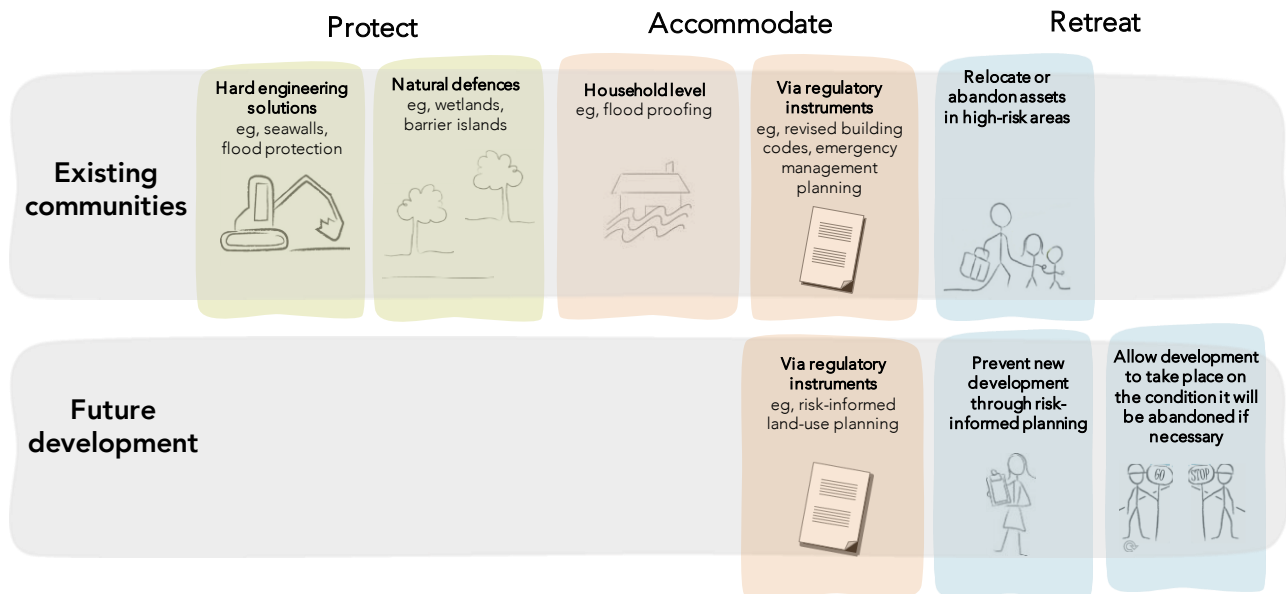 Protect
Accommodate
Retreat
Existing
communities
Hard engineering
solutions
eg, seawalls,
flood protection
Natural defences
eg, wetlands,
barrier islands
Household level
eg, flood proofing
Via regulatory
instruments
eg, revised building
codes, emergency
management
planning
Relocate or
abandon assets
in high-risk areas
Future
development
Via regulatory
instruments
eg, risk-informed
land-use planning
Prevent new
development
through risk-
informed planning
Allow development
to take place on
the condition it will
be abandoned if
necessary
GO
STOP